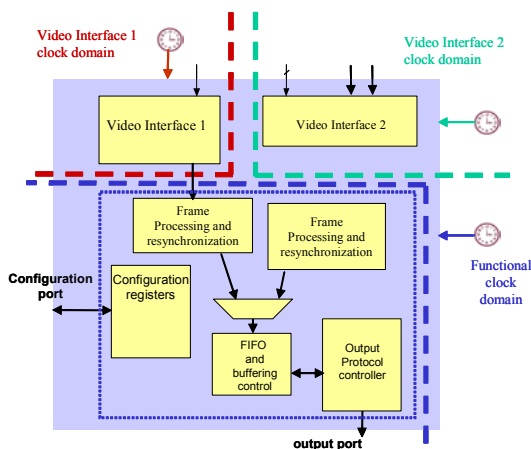 Video Interface 1
clock domain
Video Interface 2
clock domain
Video Interface 1
Video Interface 2
Frame
Processing and
resynchronization
Frame
Processing and
resynchronization
Functional
clock
domain
Configuration
port
Configuration
registers
FIFO
and
buffering
control
Output
Protocol
controller
output port